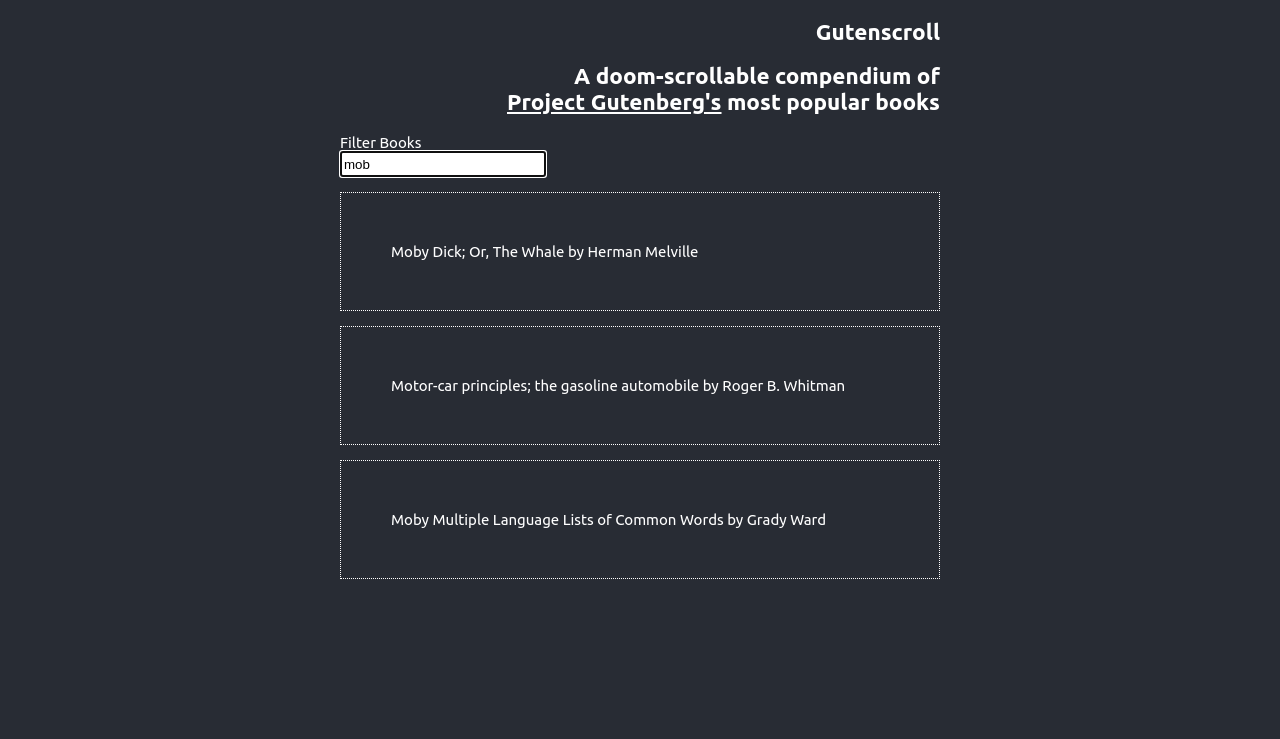 Gutenscroll
A doom-scrollable compendium of
Project Gutenberg's most popular books
Filter Books
mob
Moby Dick; Or, The Whale by Herman Melville
Motor-car principles; the gasoline automobile by Roger B. Whitman
Moby Multiple Language Lists of Common Words by Grady Ward